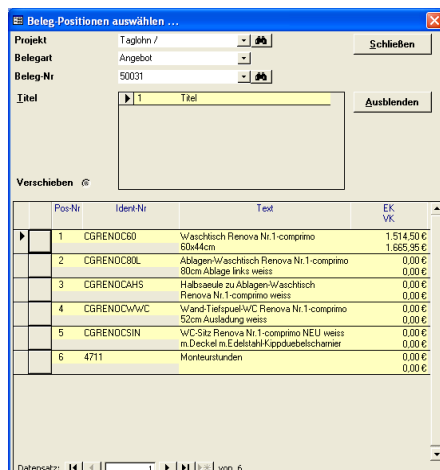 Beleg-Positionen auswählen ...
Projekt Taglohn / Schließen
Belegart Angebot
Beleg-Nr 50031
Titel 1 Titel Ausblenden
Verschieben
Pos-Nr Ident-Nr Text EK
VK
1 CGRENOC60 Waschtisch Renova Nr.1-comprimo 1.514,50 €
60x44cm 1.665,95 €
2 CGRENOC80L Ablagen-Waschtisch Renova Nr.1-comprimo 0,00 €
80cm Ablage links weiss 0,00 €
3 CGRENOCAHS Halbsaeule zu Ablagen-Waschtisch 0,00 €
Renova Nr.1-comprimo weiss 0,00 €
4 CGRENOCWWC Wand-Tiefspuel-WC Renova Nr.1-comprimo 0,00 €
52cm Ausladung weiss 0,00 €
5 CGRENOCSIN WC-Sitz Renova Nr.1-comprimo NEU weiss 0,00 €
m.Deckel m.Edelstahl-Kippduebelscharnier 0,00 €
6 4711 Monteurstunden 0,00 €
0,00 €
Datensatz: 1 von 6